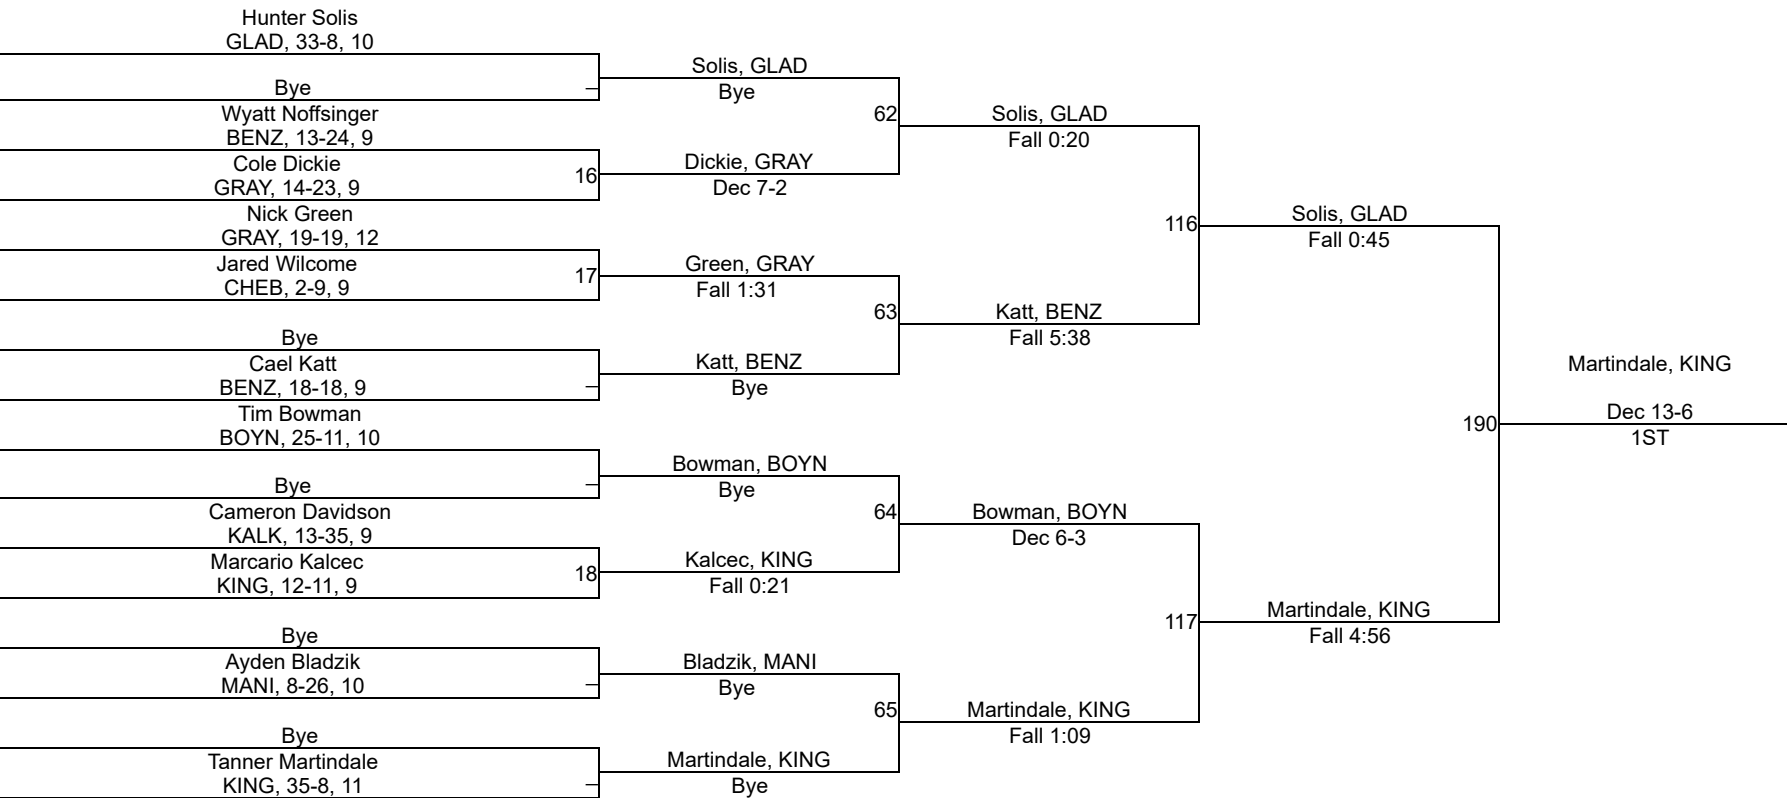 Hunter Solis
GLAD, 33-8, 10
Bye
Wyatt Noffsinger
BENZ, 13-24, 9
Cole Dickie
GRAY, 14-23, 9
16
Nick Green
GRAY, 19-19, 12
Jared Wilcome
CHEB, 2-9, 9
17
Bye
Cael Katt
BENZ, 18-18, 9
Tim Bowman
BOYN, 25-11, 10
Bye
Cameron Davidson
KALK, 13-35, 9
Marcario Kalcec
KING, 12-11, 9
18
Bye
Ayden Bladzik
MANI, 8-26, 10
Bye
Tanner Martindale
KING, 35-8, 11
Solis, GLAD
Bye
62
Dickie, GRAY
Dec 7-2
Green, GRAY
Fall 1:31
63
Katt, BENZ
Bye
Bowman, BOYN
Bye
64
Kalcec, KING
Fall 0:21
Bladzik, MANI
Bye
65
Martindale, KING
Bye
Solis, GLAD
Fall 0:20
116
Katt, BENZ
Fall 5:38
Bowman, BOYN
Dec 6-3
117
Martindale, KING
Fall 1:09
Solis, GLAD
Fall 0:45
190
Martindale, KING
Fall 4:56
Martindale, KING
Dec 13-6
1ST